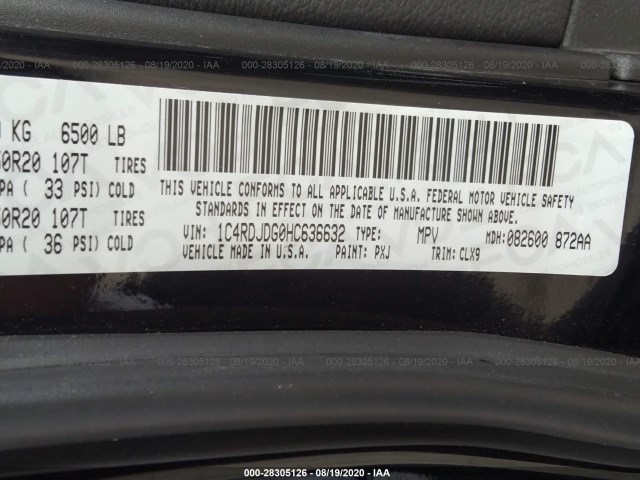 000-28305126 - 08/19/2020 - IAA 000-28305126 - 08/19/2020 - IAA
KG 6500 LB
0R20 107T TIRES
PA ( 33 PSI) COLD
0R20 107T TIRES
PA ( 36 PSI) COLD
THIS VEHICLE CONFORMS TO ALL APPLICABLE U.S.A. FEDERAL MOTOR VEHICLE SAFETY
STANDARDS IN EFFECT ON THE DATE OF MANUFACTURE SHOWN ABOVE.
VIN: 1C4RDJDG0HC636632 TYPE: MPV MDH: 082600 872AA
VEHICLE MADE IN U.S.A. PAINT: PXJ TRIM: CLX9
000-28305126 - 08/19/2020 - IAA